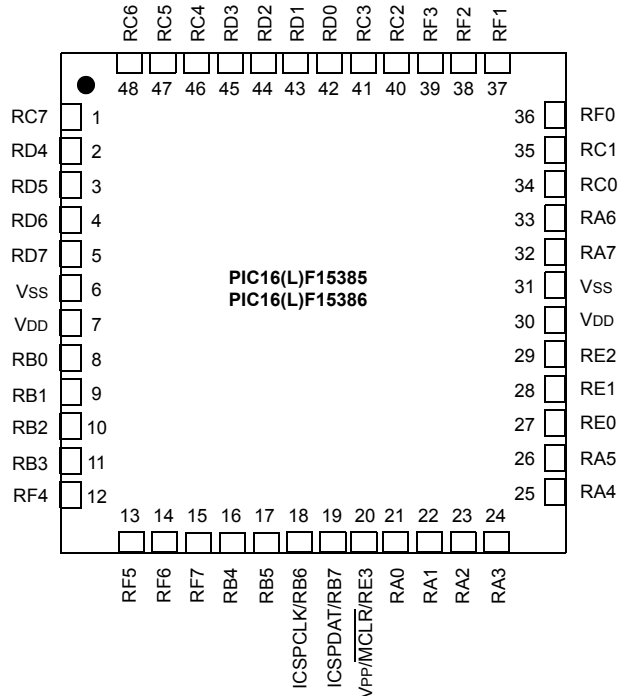 RC6 RC5 RC4 RD3 RD2 RD1 RD0 RC3 RC2 RF3 RF2 RF1
48 47 46 45 44 43 42 41 40 39 38 37
RC7 1 36 RF0
RD4 2 35 RC1
RD5 3 34 RC0
RD6 4 33 RA6
RD7 5 32 RA7
VSS 6 31 VSS
VDD 7 30 VDD
RB0 8 29 RE2
RB1 9 28 RE1
RB2 10 27 RE0
RB3 11 26 RA5
RF4 12 25 RA4
PIC16(L)F15385
PIC16(L)F15386
13 14 15 16 17 18 19 20 21 22 23 24
RF5 RF6 RF7 RB4 RB5 ICSPCLK/RB6 ICSPDAT/RB7 VPP/MCLR/RE3 RA0 RA1 RA2 RA3